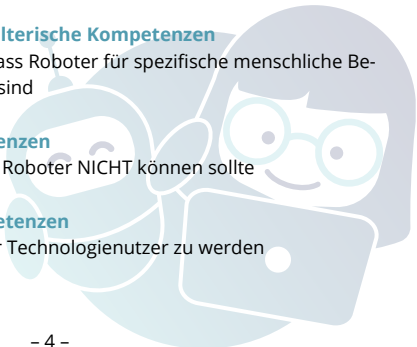 lterische Kompetenzen
ass Roboter für spezifische menschliche Be-
sind
enzen
Roboter NICHT können sollte
etenzen
r Technologienutzer zu werden
– 4 –